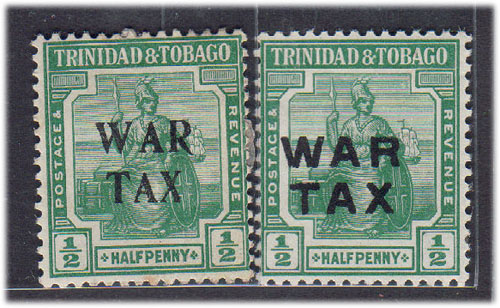 TRINIDAD & TOBAGO
POSTAGE &
REVENUE
WAR
TAX
1/2
HALFPENNY
1/2
TRINIDAD & TOBAGO
POSTAGE &
REVENUE
WAR
TAX
1/2
HALFPENNY
1/2